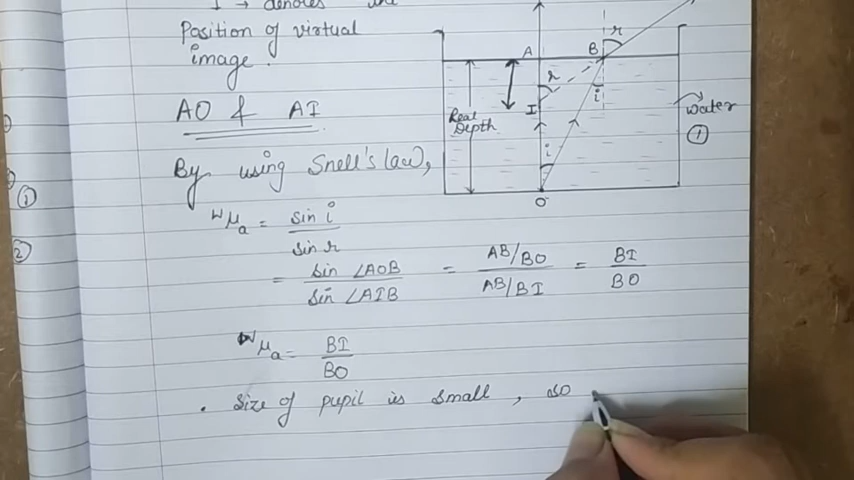 I → denotes the
Position of virtual
image.
AO & AI
By using Snell's law,
wμa = sin i / sin r
= sin ∠AOB / sin ∠AIB = AB/BO / AB/BI = BI / BO
wμa = BI / BO
. Size of pupil is small, so
A B r
r i
I
Real
Depth
water
①
i
O
①
②